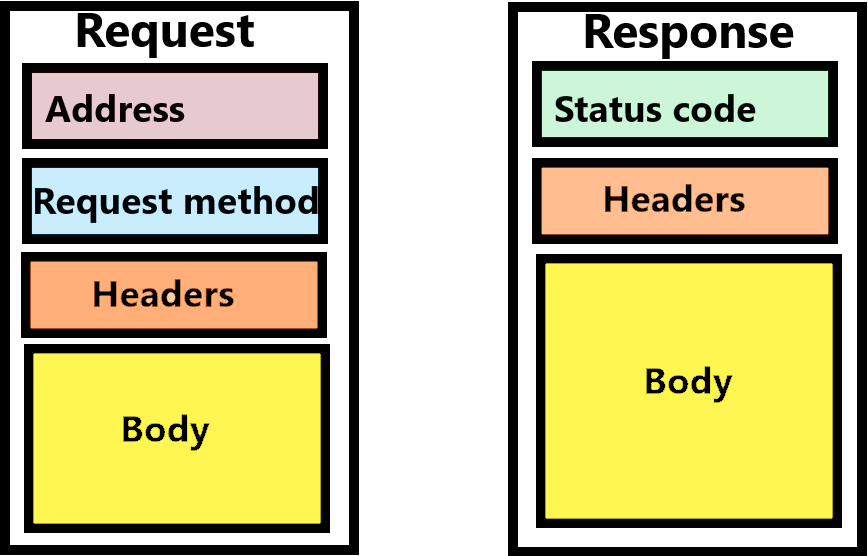 Request
Address
Request method
Headers
Body
Response
Status code
Headers
Body